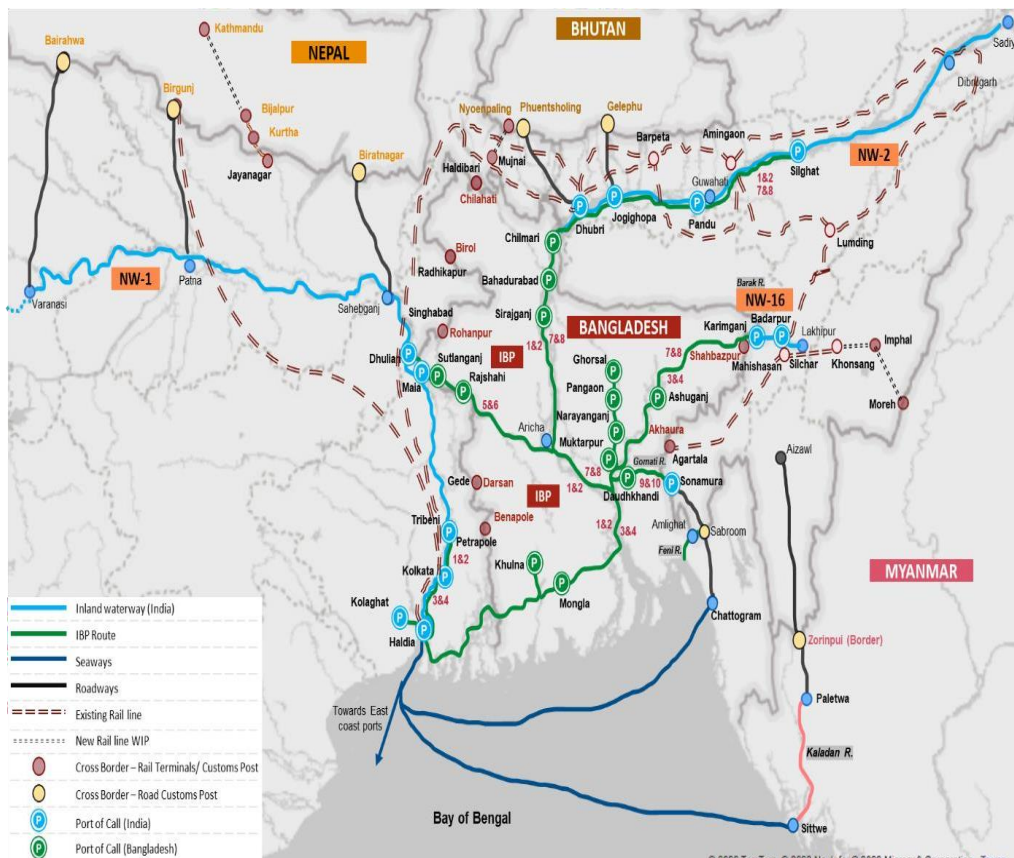 BHUTAN
Kathmandu
Bairahwa
NEPAL
Sadiy
Dibrugarh
Birgunj
Bijalpur
Kurtha
Jayanagar
Nyoenpaling
Phuentsholing
Gelephu
Barpeta
Amingaon
Haldibari
Mujnai
Chilahati
Biratnagar
Silghat
NW-2
1&2
7&8
Guwahati
Pandu
Jogighopa
Dhubri
Chilmari
Lumding
Birol
Radhikapur
NW-1
Patna
Varanasi
Sahebganj
Bahadurabad
Sirajganj
1&2
7&8
Barak R.
NW-16
Singhabad
Rohanpur
BANGLADESH
Karimganj
Badarpur
Lakhipur
Imphal
Dhulian
Maia
Sutlanganj
IBP
Rajshahi
5&6
Ghorsal
Pangaon
Narayanganj
Muktarpur
7&8
3&4
Shahbazpur
Mahishasan
Silchar
Khonsang
Moreh
Ashuganj
Aricha
Akhaura
Agartala
7&8
Gomati R.
9&10
Daudhkhandi
Sonamura
Aizawl
Gede
Darsan
IBP
1&2
Benapole
Tribeni
Petrapole
1&2
1&2
3&4
Amlighat
Sabroom
Feni R.
Khulna
Mongla
Kolkata
Kolaghat
3&4
Haldia
Chattogram
MYANMAR
Zorinpui (Border)
Paletwa
Kaladan R.
Towards East
coast ports
Bay of Bengal
Sittwe
Inland waterway (India)
IBP Route
Seaways
Roadways
Existing Rail line
New Rail line WIP
Cross Border – Rail Terminals/ Customs Post
Cross Border – Road Customs Post
P
Port of Call (India)
P
Port of Call (Bangladesh)